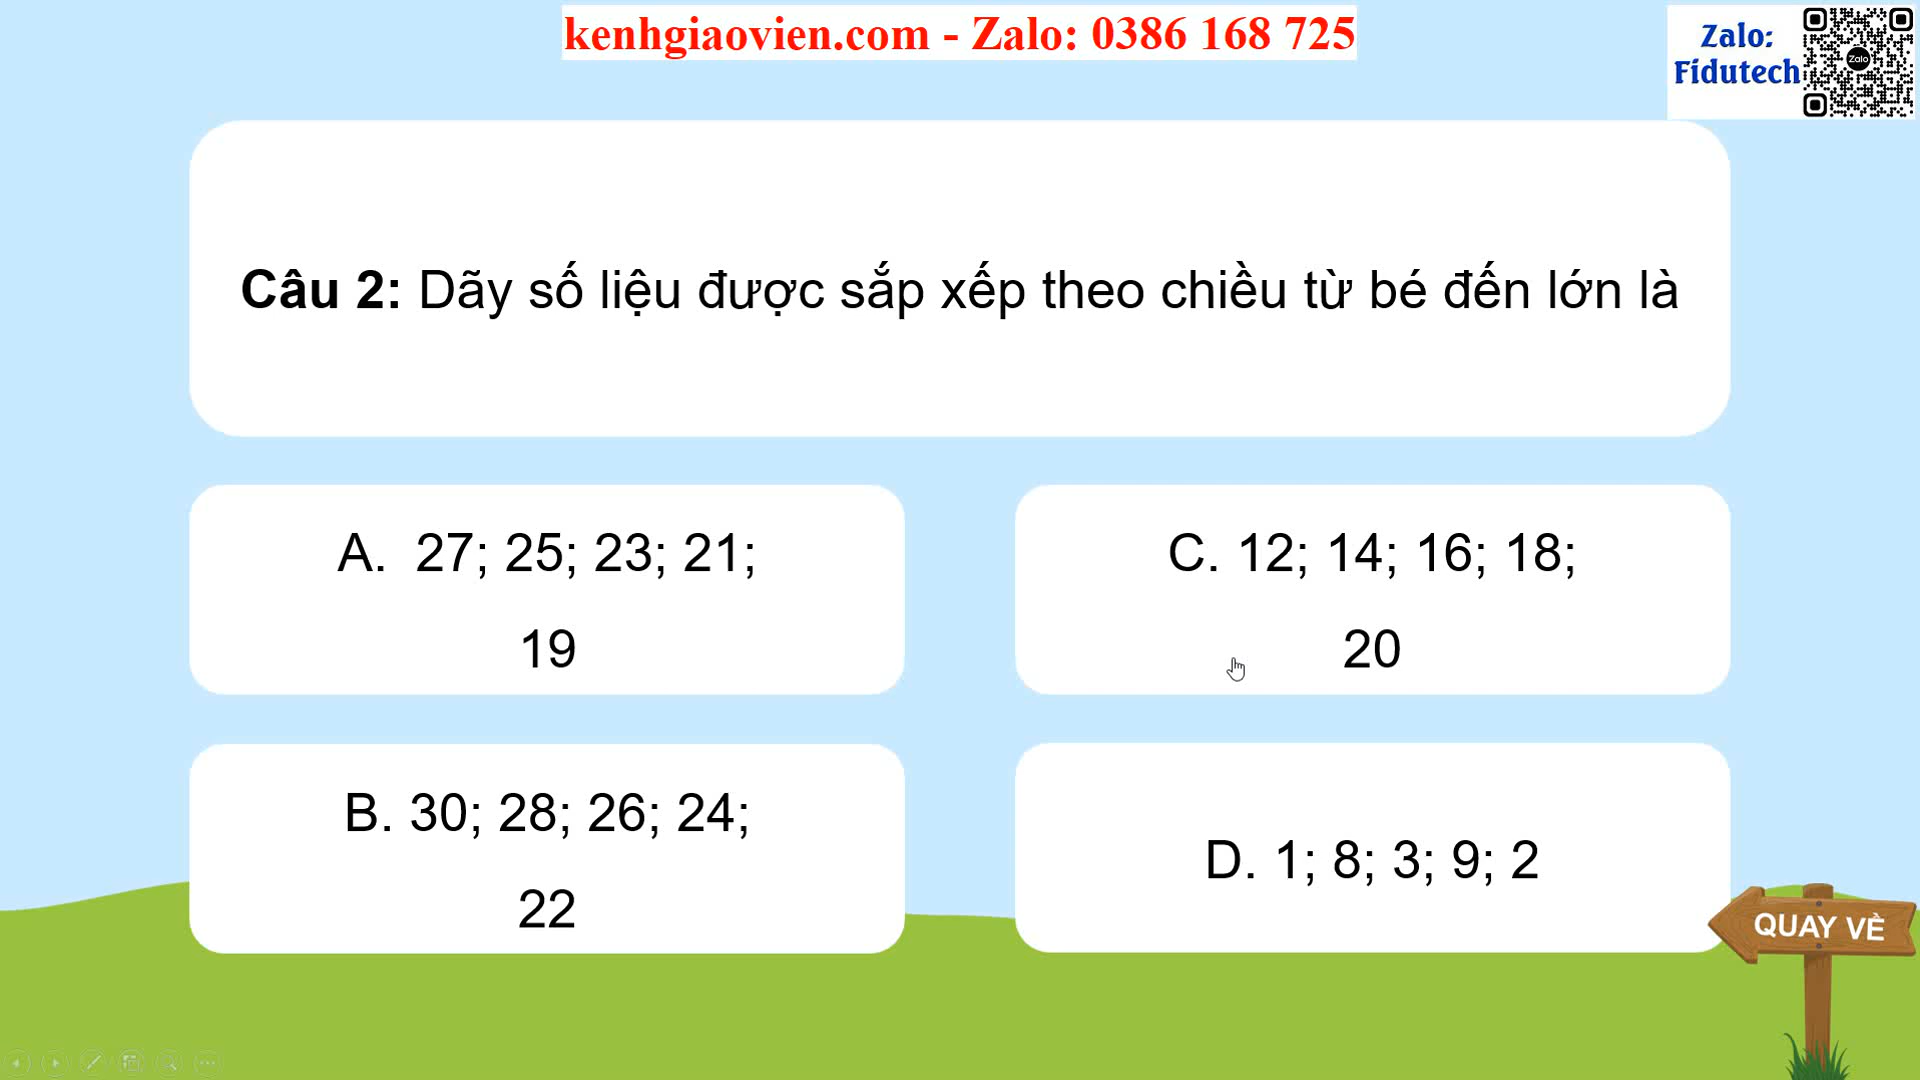 kenhgiaovien.com - Zalo: 0386 168 725
Zalo:
Fidutech
Zalo
Câu 2: Dãy số liệu được sắp xếp theo chiều từ bé đến lớn là
A. 27; 25; 23; 21;
19
C. 12; 14; 16; 18;
20
B. 30; 28; 26; 24;
22
D. 1; 8; 3; 9; 2
QUAY VỀ